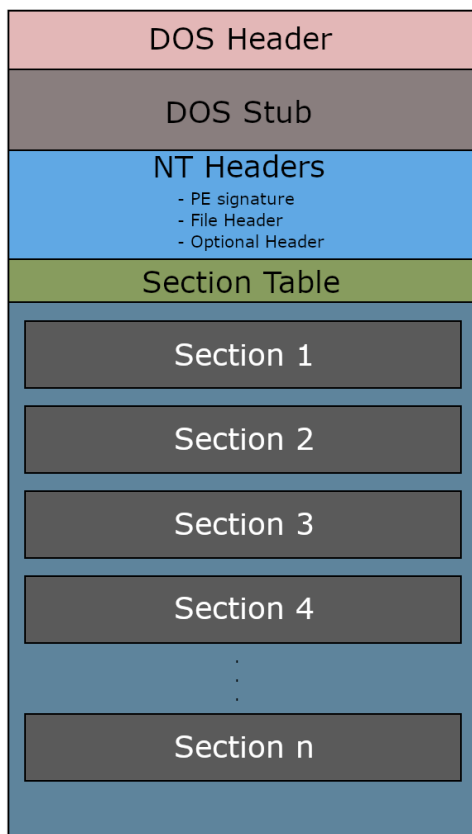 DOS Header
DOS Stub
NT Headers
- PE signature
- File Header
- Optional Header
Section Table
Section 1
Section 2
Section 3
Section 4
.
.
.
Section n